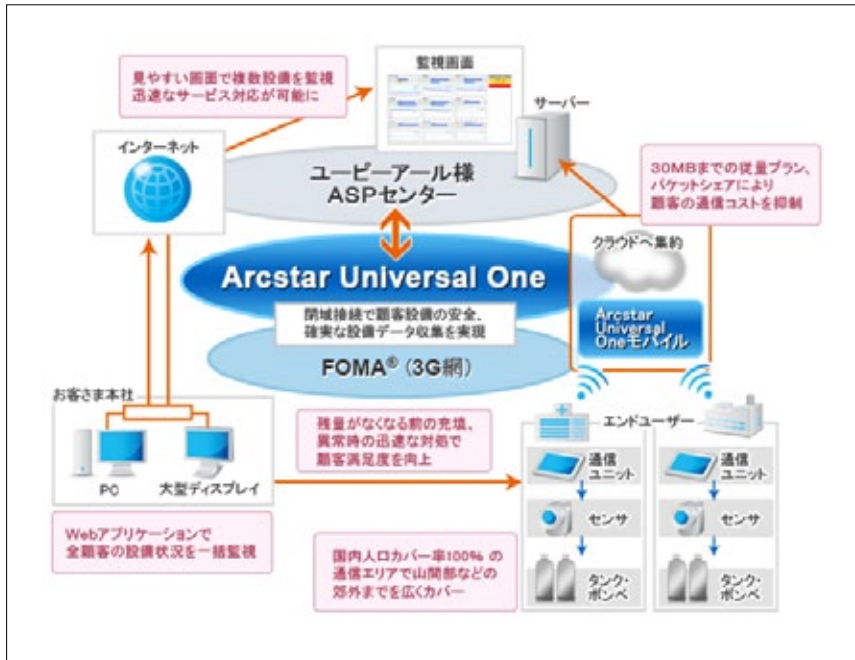 見やすい画面で複数設備を監視
迅速なサービス対応が可能に
監視画面
サーバー
インターネット
ユーピーアール様
ASPセンター
30MBまでの従量プラン、
パケットシェアにより
顧客の通信コストを抑制
クラウドへ集約
Arcstar Universal One
Arcstar
Universal
Oneモバイル
閉域接続で顧客設備の安全、
確実な設備データ収集を実現
FOMA® (3G網)
お客さま本社
PC
大型ディスプレイ
残量がなくなる前の充填、
異常時の迅速な対処で
顧客満足度を向上
エンドユーザー
通信
ユニット
センサ
タンク・
ボンベ
通信
ユニット
センサ
タンク・
ボンベ
Webアプリケーションで
全顧客の設備状況を一括監視
国内人口カバー率100% の
通信エリアで山間部などの
郊外までを広くカバー